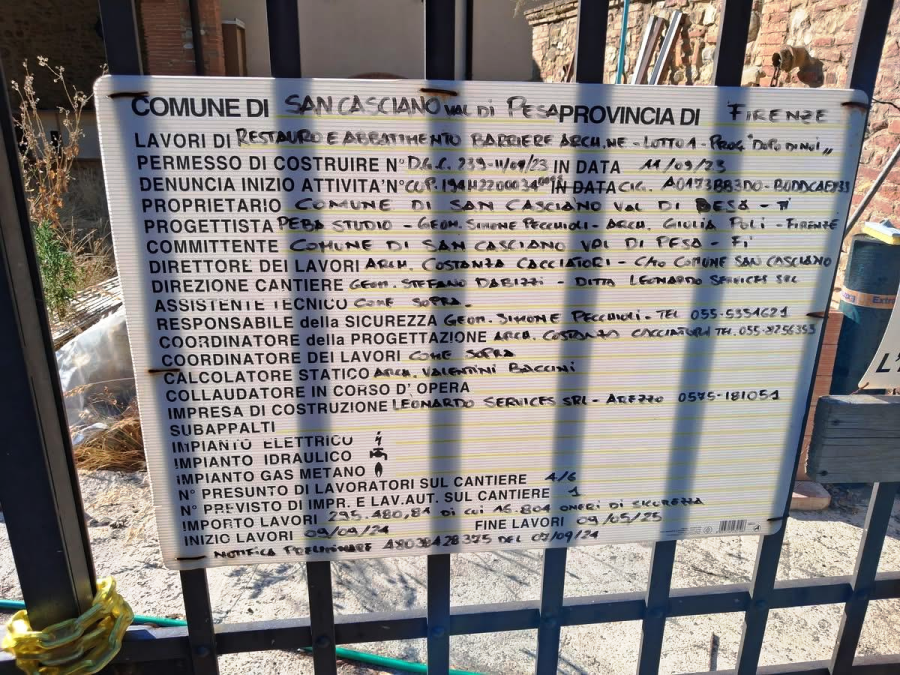 COMUNE DI SAN CASCIANO VAL DI PESA PROVINCIA DI FIRENZE
LAVORI DI RESTAURO E ABBATTIMENTO BARRIERE ARCH.NE - LOTTO 1 - PROG. "DOPO DI NOI"
PERMESSO DI COSTRUIRE N° D.G.C. 239-11/09/23 IN DATA 11/09/23
DENUNCIA INIZIO ATTIVITA' N° CUP. I94H2200034 IN DATA CIG. A0173883D0 -
PROPRIETARIO COMUNE DI SAN CASCIANO VAL DI PESA - FI
PROGETTISTA PEBA STUDIO - GEOM. SIMONE PECCHIOLI - ARCH. GIULIA POLI - FIRENZE
COMMITTENTE COMUNE DI SAN CASCIANO VAL DI PESA - FI
DIRETTORE DEI LAVORI ARCH. COSTANZA CACCIATORI - C/O COMUNE SAN CASCIANO
DIREZIONE CANTIERE GEOM. STEFANO DABIZZI - DITTA LEONARDO SERVICES SRL
ASSISTENTE TECNICO COME SOPRA.
RESPONSABILE della SICUREZZA GEOM. SIMONE PECCHIOLI - TEL 055-5354621
COORDINATORE della PROGETTAZIONE ARCH. COSTANZA CACCIATORI TEL. 055-8256355
COORDINATORE DEI LAVORI COME SOPRA
CALCOLATORE STATICO ARCH. VALENTINI BACCINI
COLLAUDATORE IN CORSO D'OPERA
IMPRESA DI COSTRUZIONE LEONARDO SERVICES SRL - AREZZO 0575-181051
SUBAPPALTI
IMPIANTO ELETTRICO
IMPIANTO IDRAULICO
IMPIANTO GAS METANO
N° PRESUNTO DI LAVORATORI SUL CANTIERE 4/6
N° PREVISTO DI IMPR. E LAV. AUT. SUL CANTIERE 1
IMPORTO LAVORI 295.480,84 DI CUI 16.804 ONERI DI SICUREZZA
INIZIO LAVORI 09/09/24 FINE LAVORI 09/05/25
NOTIFICA PRELIMINARE A8038428375 DEL 07/09/24
Extra
L'